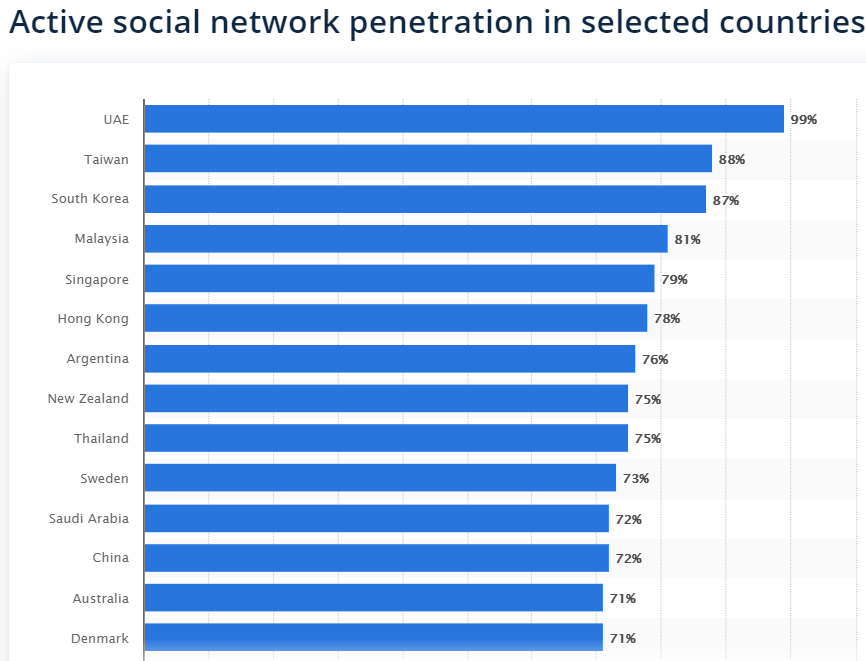 Active social network penetration in selected countries
UAE 99%
Taiwan 88%
South Korea 87%
Malaysia 81%
Singapore 79%
Hong Kong 78%
Argentina 76%
New Zealand 75%
Thailand 75%
Sweden 73%
Saudi Arabia 72%
China 72%
Australia 71%
Denmark 71%